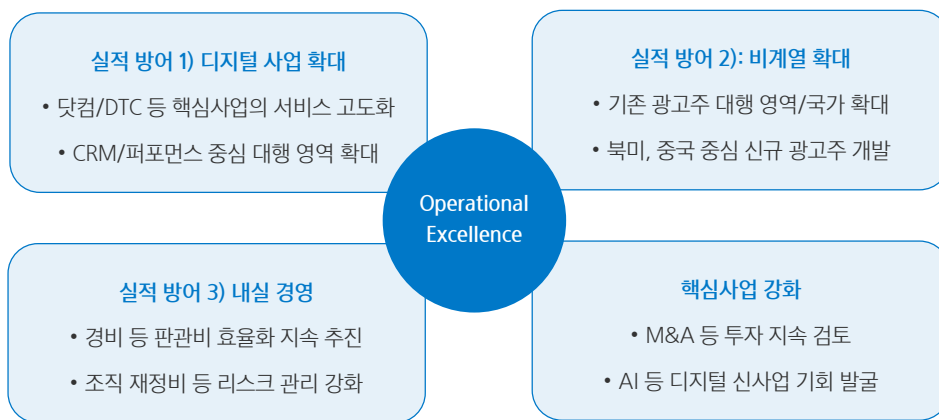 실적 방어 1) 디지털 사업 확대
• 닷컴/DTC 등 핵심사업의 서비스 고도화
• CRM/퍼포먼스 중심 대행 영역 확대
실적 방어 2): 비계열 확대
• 기존 광고주 대행 영역/국가 확대
• 북미, 중국 중심 신규 광고주 개발
Operational
Excellence
실적 방어 3) 내실 경영
• 경비 등 판관비 효율화 지속 추진
• 조직 재정비 등 리스크 관리 강화
핵심사업 강화
• M&A 등 투자 지속 검토
• AI 등 디지털 신사업 기회 발굴